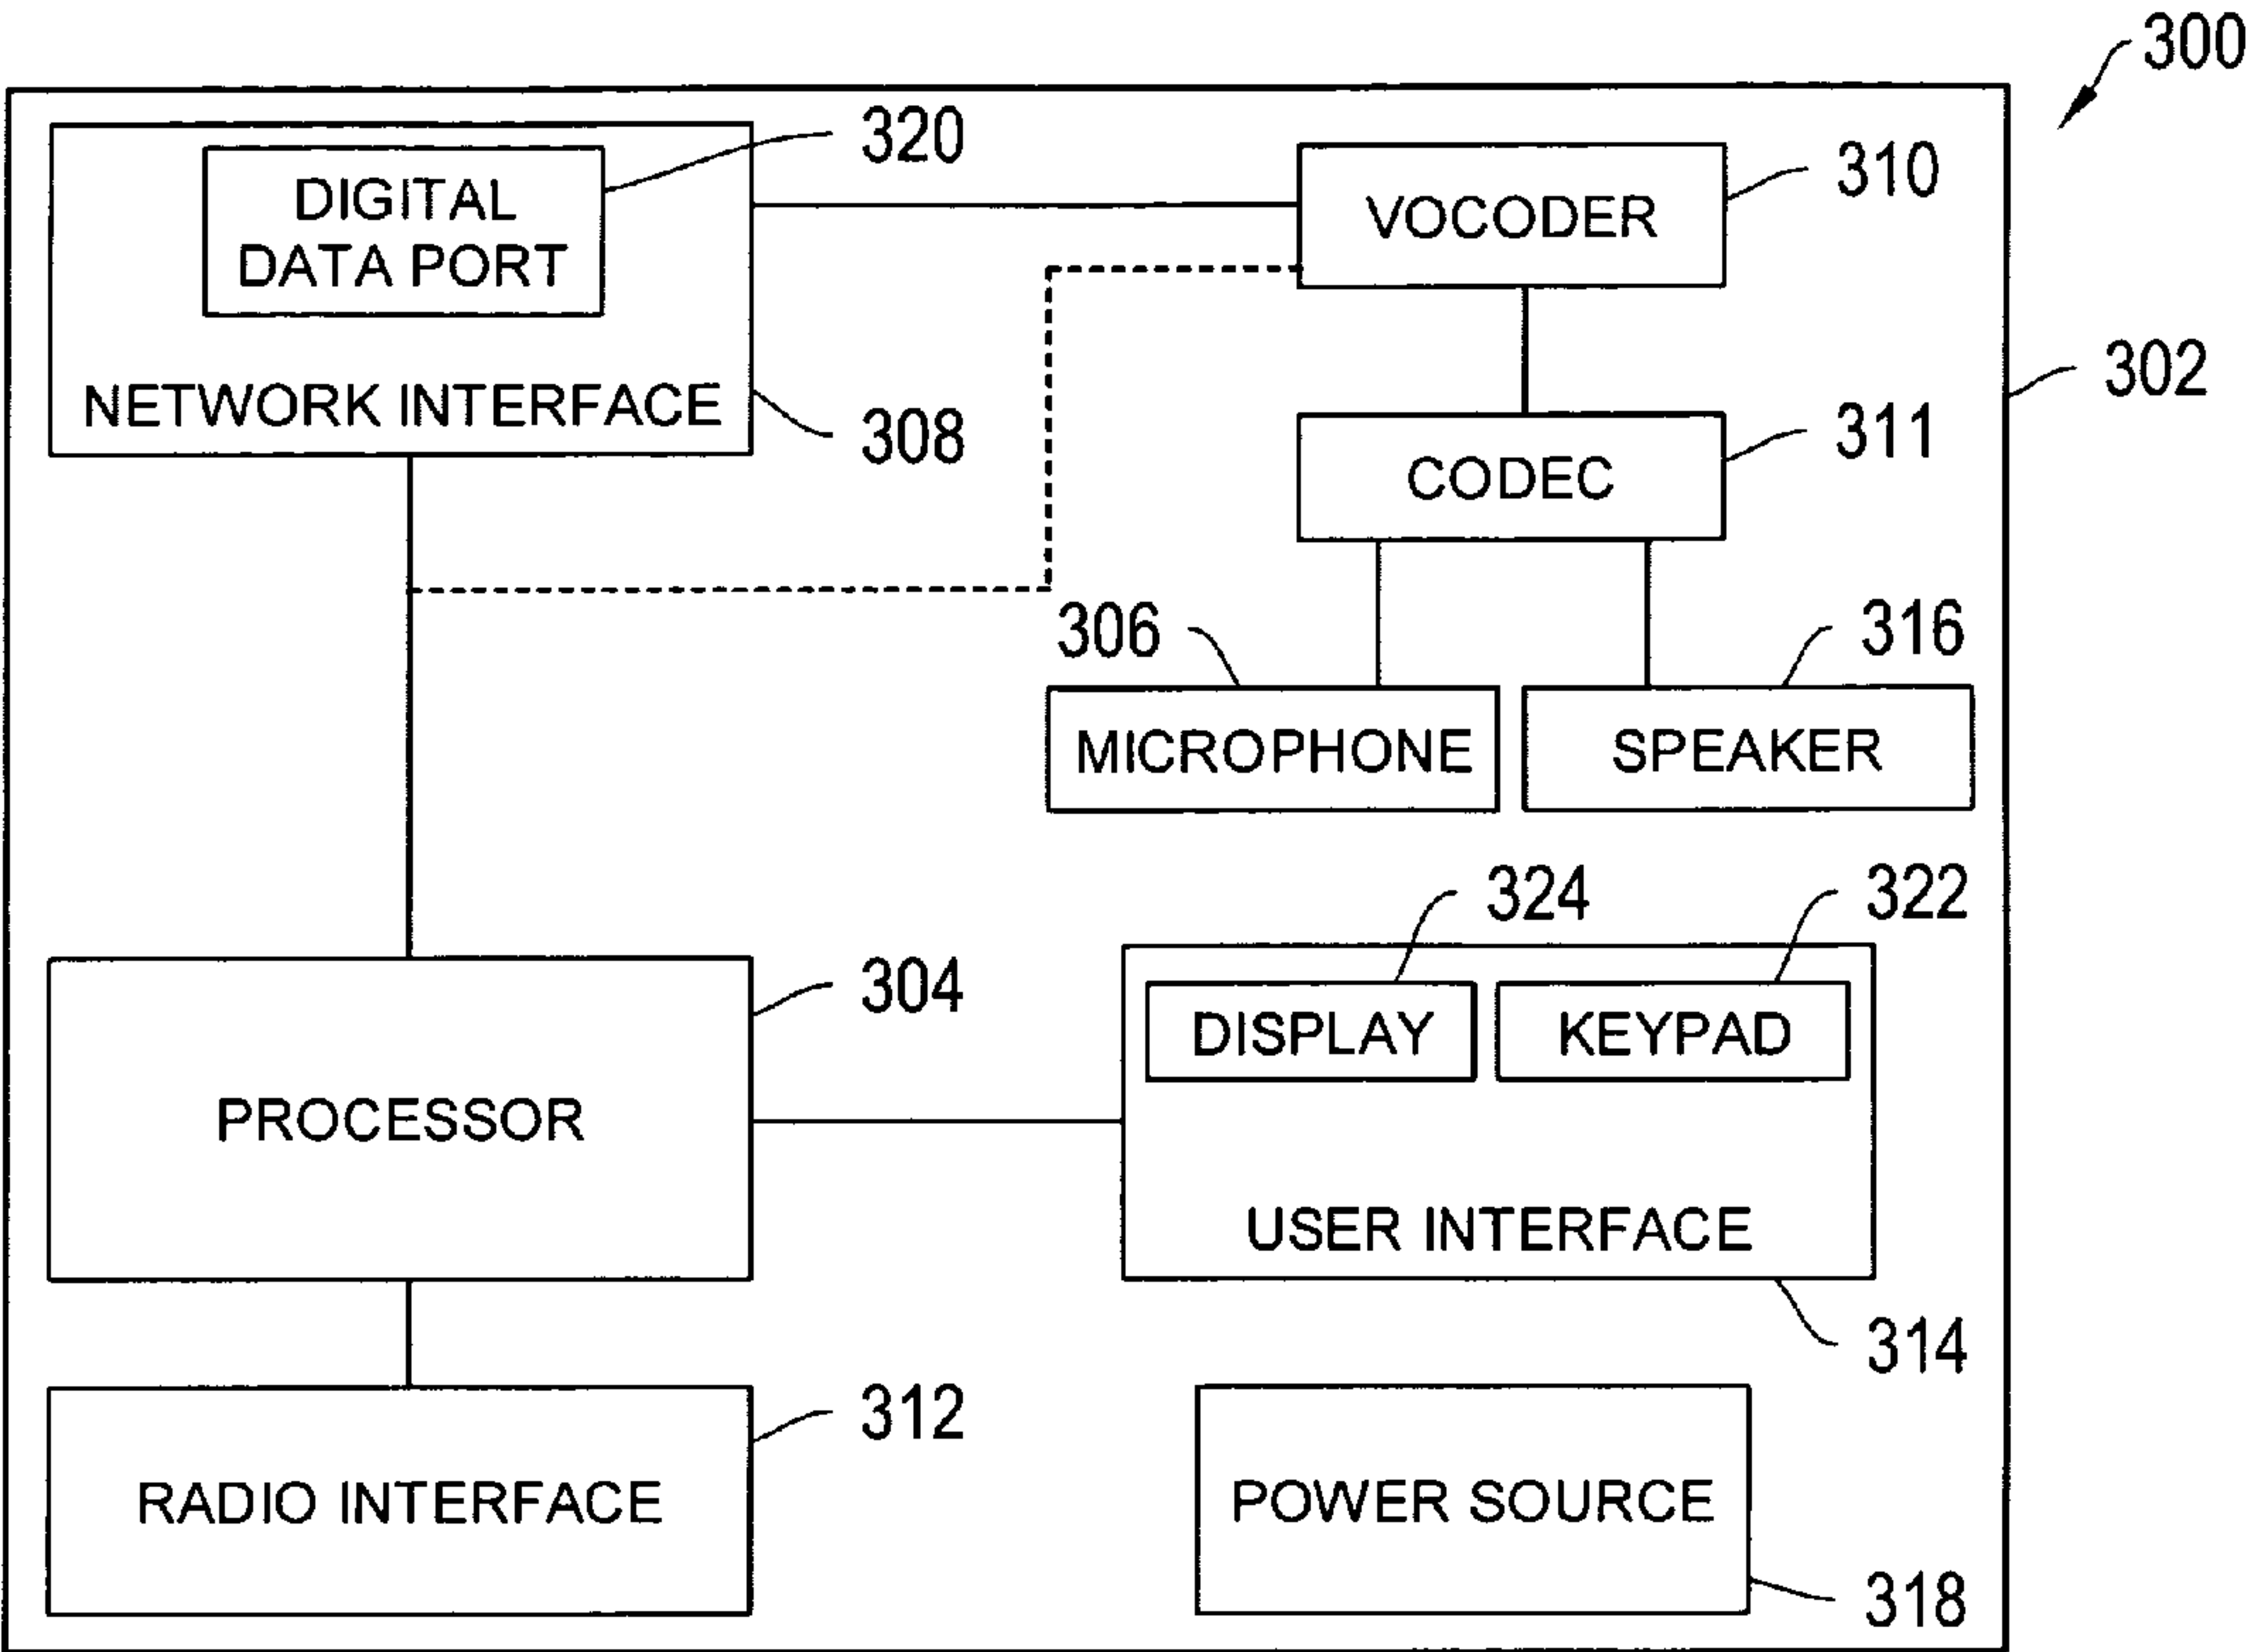 300
320
DIGITAL
DATA PORT
NETWORK INTERFACE
308
VOCODER
310
302
CODEC
311
306
316
MICROPHONE
SPEAKER
324
322
DISPLAY
KEYPAD
304
PROCESSOR
USER INTERFACE
314
312
RADIO INTERFACE
POWER SOURCE
318